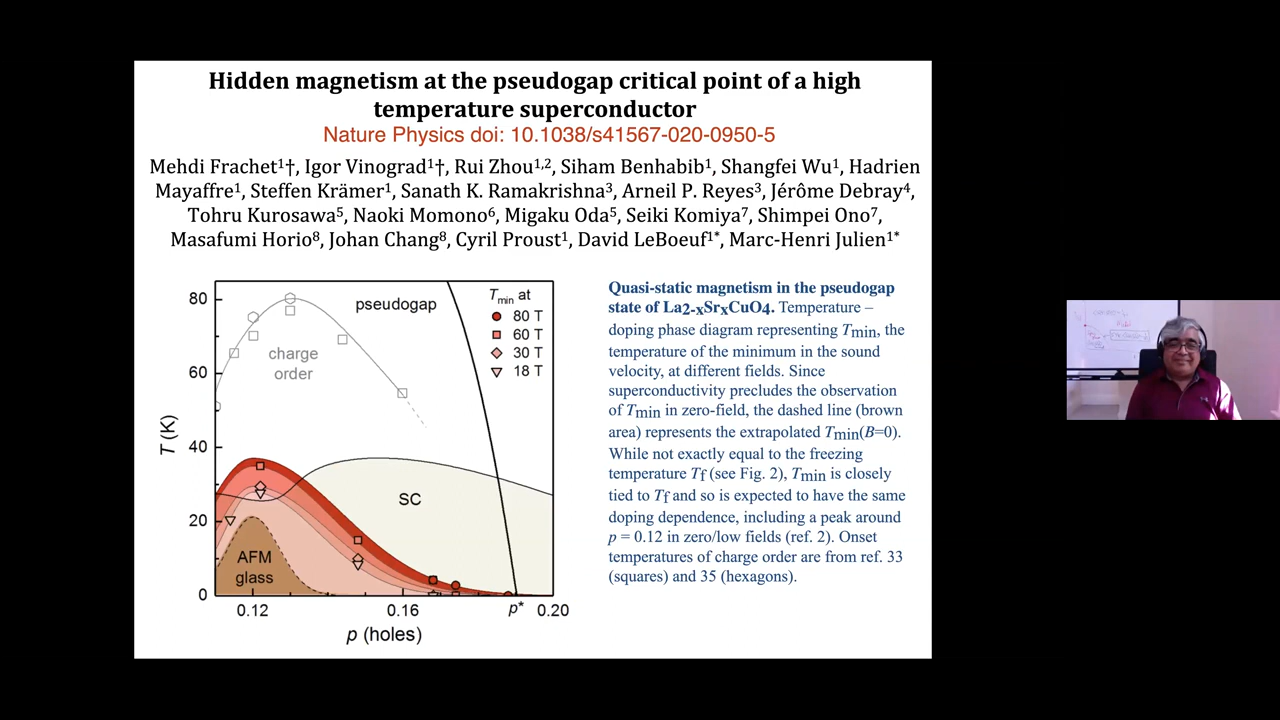 Hidden magnetism at the pseudogap critical point of a high
temperature superconductor
Nature Physics doi: 10.1038/s41567-020-0950-5
Mehdi Frachet¹†, Igor Vinograd¹†, Rui Zhou¹,², Siham Benhabib¹, Shangfei Wu¹, Hadrien
Mayaffre¹, Steffen Krämer¹, Sanath K. Ramakrishna³, Arneil P. Reyes³, Jérôme Debray⁴,
Tohru Kurosawa⁵, Naoki Momono⁶, Migaku Oda⁵, Seiki Komiya⁷, Shimpei Ono⁷,
Masafumi Horio⁸, Johan Chang⁸, Cyril Proust¹, David LeBoeuf¹*, Marc-Henri Julien¹*
80
60
40
20
0
T (K)
pseudogap
charge
order
SC
AFM
glass
Tmin at
80 T
60 T
30 T
18 T
0.12
0.16
p*
0.20
p (holes)
Quasi-static magnetism in the pseudogap
state of La2-xSrxCuO4. Temperature –
doping phase diagram representing Tmin, the
temperature of the minimum in the sound
velocity, at different fields. Since
superconductivity precludes the observation
of Tmin in zero-field, the dashed line (brown
area) represents the extrapolated Tmin(B=0).
While not exactly equal to the freezing
temperature Tf (see Fig. 2), Tmin is closely
tied to Tf and so is expected to have the same
doping dependence, including a peak around
p = 0.12 in zero/low fields (ref. 2). Onset
temperatures of charge order are from ref. 33
(squares) and 35 (hexagons).